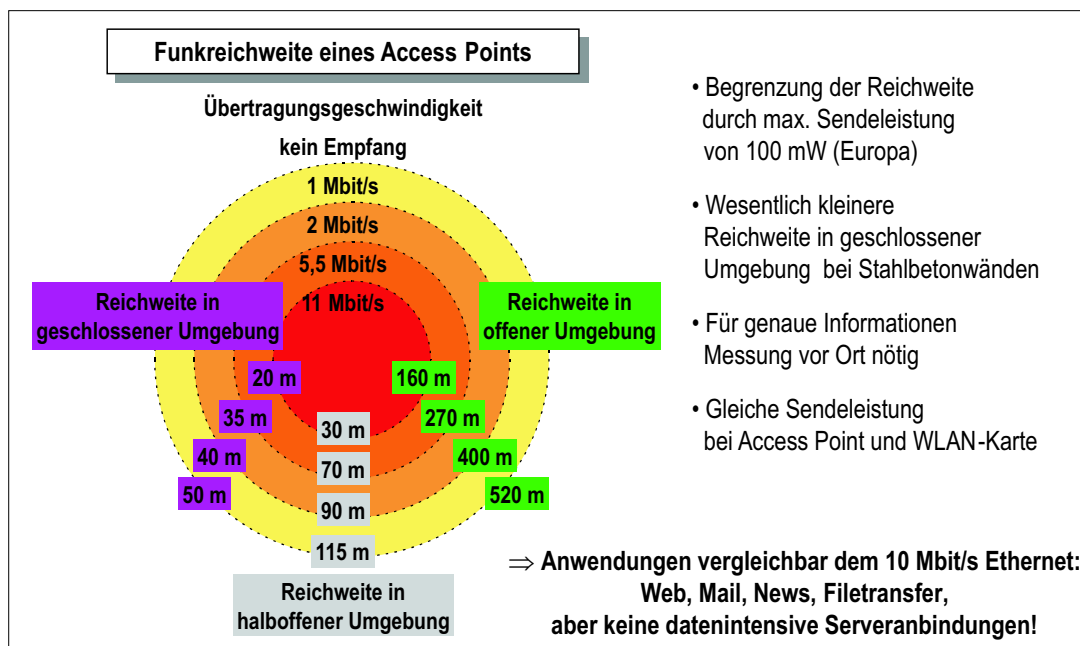 Funkreichweite eines Access Points
Übertragungsgeschwindigkeit
kein Empfang
1 Mbit/s
2 Mbit/s
5,5 Mbit/s
11 Mbit/s
Reichweite in
geschlossener Umgebung
20 m
35 m
40 m
50 m
30 m
70 m
90 m
115 m
Reichweite in
halboffener Umgebung
Reichweite in
offener Umgebung
160 m
270 m
400 m
520 m
• Begrenzung der Reichweite
durch max. Sendeleistung
von 100 mW (Europa)
• Wesentlich kleinere
Reichweite in geschlossener
Umgebung bei Stahlbetonwänden
• Für genaue Informationen
Messung vor Ort nötig
• Gleiche Sendeleistung
bei Access Point und WLAN-Karte
⇒ Anwendungen vergleichbar dem 10 Mbit/s Ethernet:
Web, Mail, News, Filetransfer,
aber keine datenintensive Serveranbindungen!